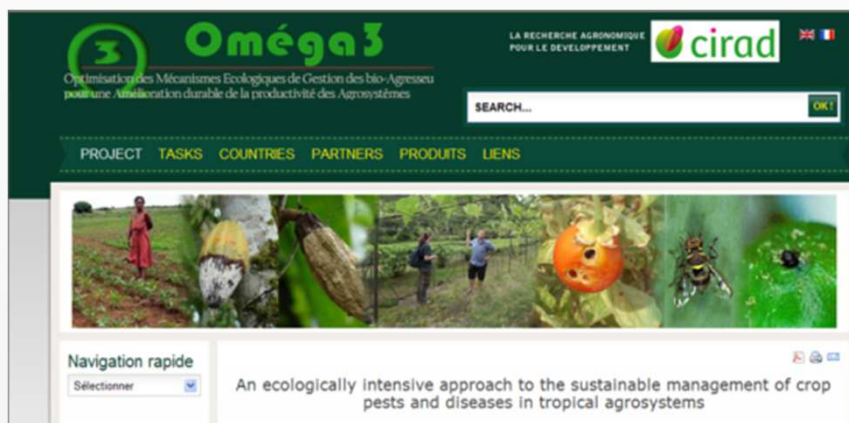 3
Oméga3
Optimisation des Mécanismes Ecologiques de Gestion des bio-Agresseu
pour une Amélioration durable de la productivité des Agrosystêmes
LA RECHERCHE AGRONOMIQUE
POUR LE DEVELOPPEMENT
cirad
SEARCH...
OK!
PROJECT TASKS COUNTRIES PARTNERS PRODUITS LIENS
Navigation rapide
Sélectionner
An ecologically intensive approach to the sustainable management of crop
pests and diseases in tropical agrosystems